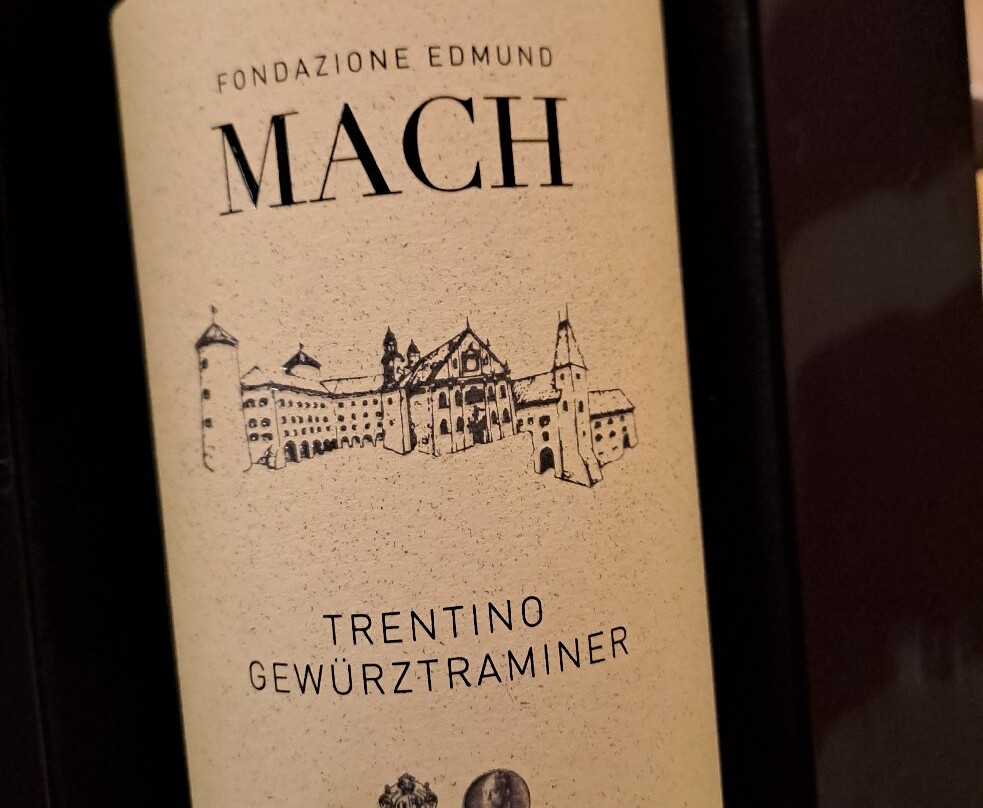 FONDAZIONE EDMUND
MACH
TRENTINO
GEWÜRZTRAMINER